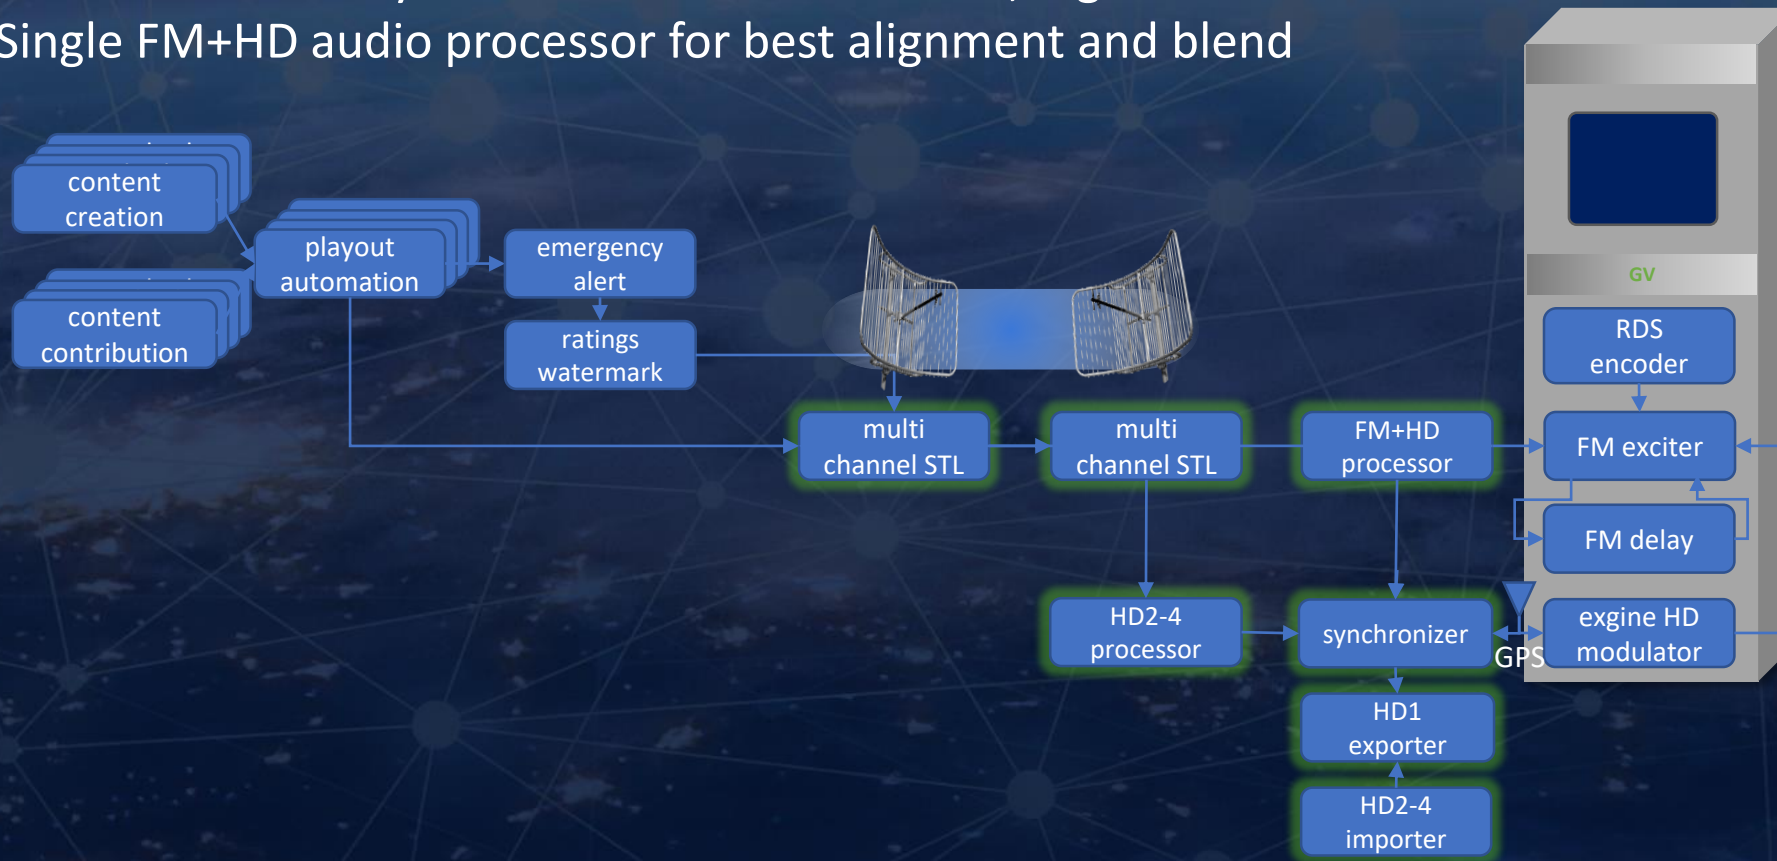 Single FM+HD audio processor for best alignment and blend
content
creation
content
contribution
playout
automation
emergency
alert
ratings
watermark
multi
channel STL
multi
channel STL
FM+HD
processor
GV
RDS
encoder
FM exciter
FM delay
exgine HD
modulator
GPS
HD2-4
processor
synchronizer
HD1
exporter
HD2-4
importer